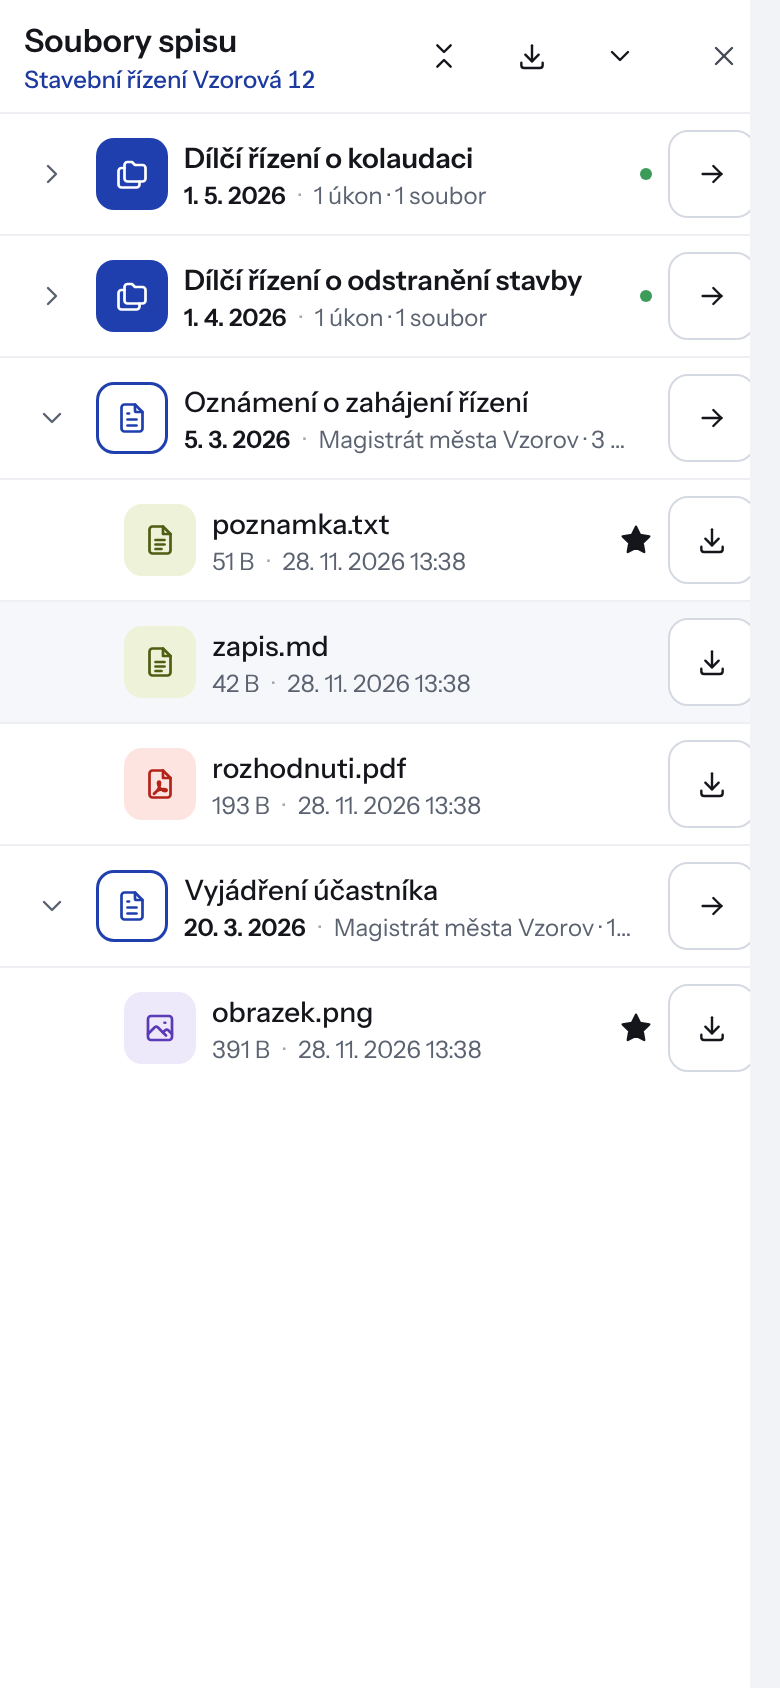 Soubory spisu
Stavební řízení Vzorová 12
Dílčí řízení o kolaudaci
1. 5. 2026 · 1 úkon · 1 soubor
Dílčí řízení o odstranění stavby
1. 4. 2026 · 1 úkon · 1 soubor
Oznámení o zahájení řízení
5. 3. 2026 · Magistrát města Vzorov · 3 ...
poznamka.txt
51 B · 28. 11. 2026 13:38
zapis.md
42 B · 28. 11. 2026 13:38
rozhodnuti.pdf
193 B · 28. 11. 2026 13:38
Vyjádření účastníka
20. 3. 2026 · Magistrát města Vzorov · 1...
obrazek.png
391 B · 28. 11. 2026 13:38